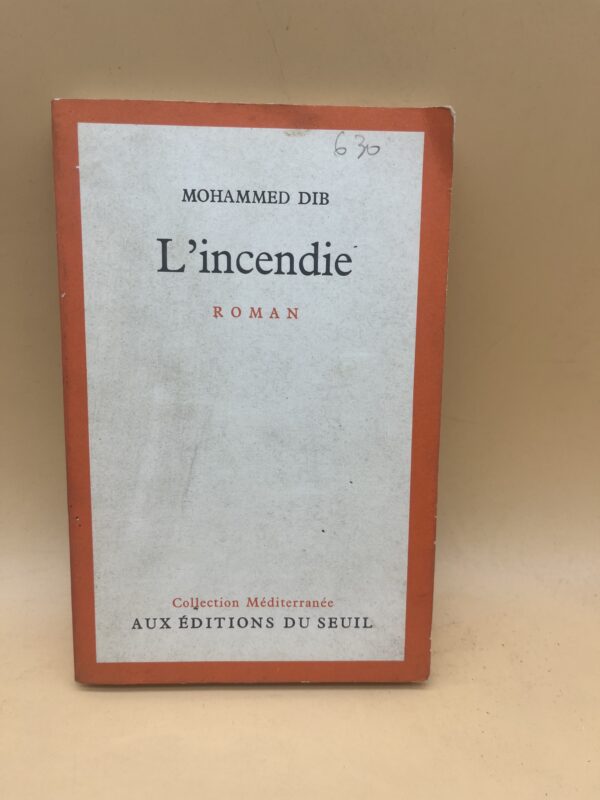 630
MOHAMMED DIB
L'incendie
ROMAN
Collection Méditerranée
AUX ÉDITIONS DU SEUIL